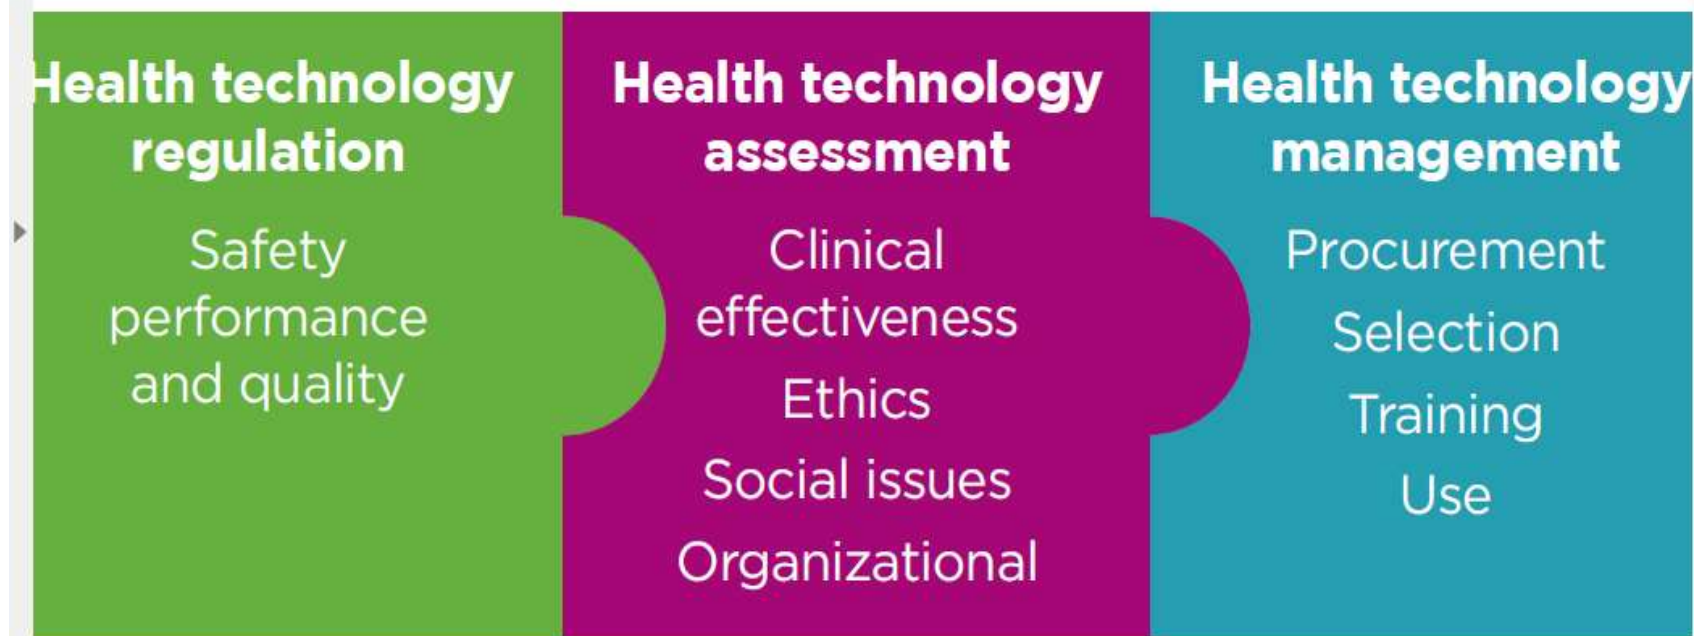 Health technology
regulation
Safety
performance
and quality
Health technology
assessment
Clinical
effectiveness
Ethics
Social issues
Organizational
Health technology
management
Procurement
Selection
Training
Use